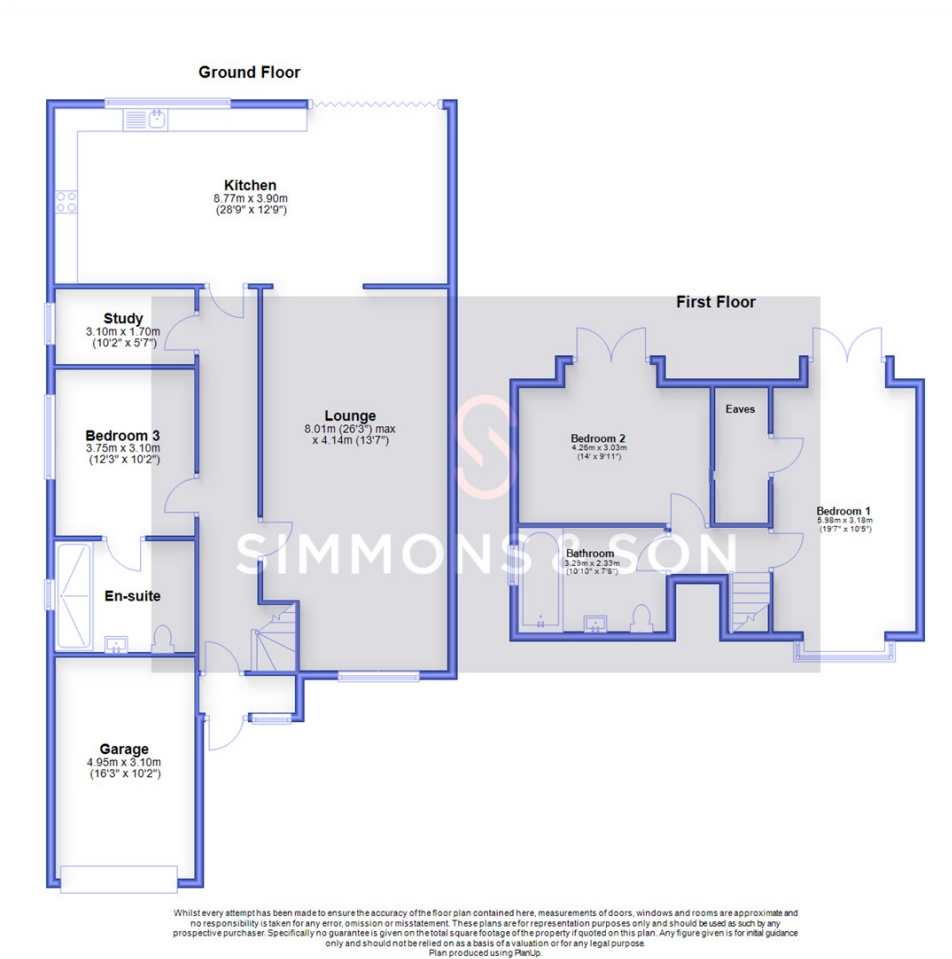 Ground Floor
Kitchen
8.77m x 3.90m
(28'9" x 12'9")
Study
3.10m x 1.70m
(10'2" x 5'7")
Bedroom 3
3.75m x 3.10m
(12'3" x 10'2")
Lounge
8.01m (26'3") max
x 4.14m (13'7")
En-suite
Garage
4.95m x 3.10m
(16'3" x 10'2")
First Floor
Eaves
Bedroom 2
4.26m x 3.03m
(14' x 9'11")
Bedroom 1
5.98m x 3.18m
(19'7" x 10'5")
Bathroom
3.29m x 2.33m
(10'10" x 7'8")
SIMMONS & SON
Whilst every attempt has been made to ensure the accuracy of the floor plan contained here, measurements of doors, windows and rooms are approximate and
no responsibility is taken for any error, omission or misstatement. These plans are for representation purposes only and should be used as such by any
prospective purchaser. Specifically no guarantee is given on the total square footage of the property if quoted on this plan. Any figure given is for initial guidance
only and should not be relied on as a basis of a valuation or for any legal purpose.
Plan produced using PlanUp.